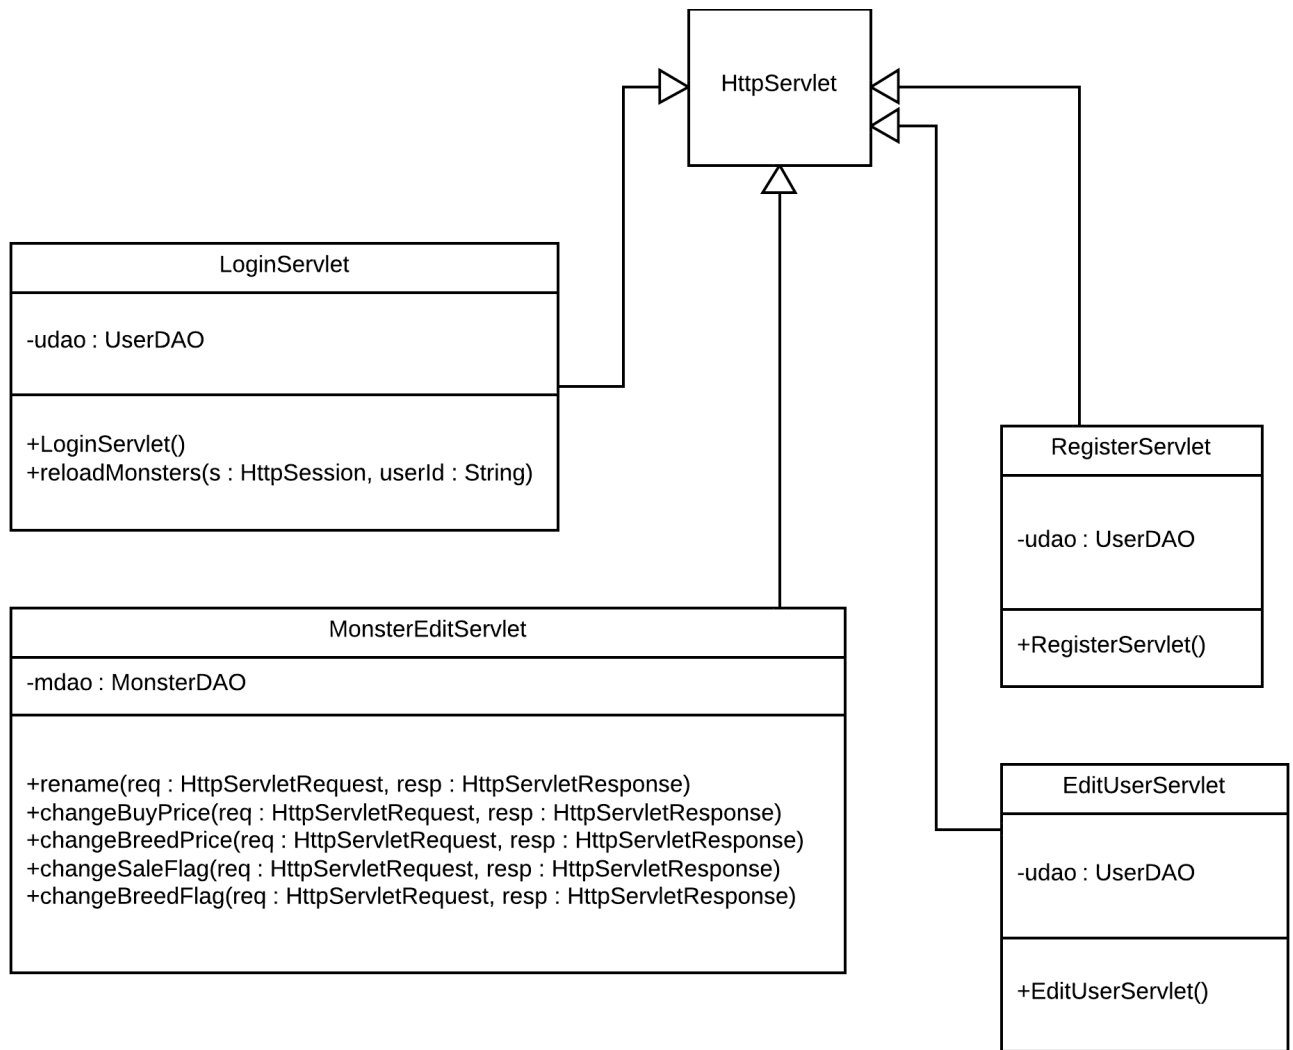 HttpServlet
LoginServlet
-udao : UserDAO
+LoginServlet()
+reloadMonsters(s : HttpSession, userId : String)
RegisterServlet
-udao : UserDAO
+RegisterServlet()
MonsterEditServlet
-mdao : MonsterDAO
+rename(req : HttpServletRequest, resp : HttpServletResponse)
+changeBuyPrice(req : HttpServletRequest, resp : HttpServletResponse)
+changeBreedPrice(req : HttpServletRequest, resp : HttpServletResponse)
+changeSaleFlag(req : HttpServletRequest, resp : HttpServletResponse)
+changeBreedFlag(req : HttpServletRequest, resp : HttpServletResponse)
EditUserServlet
-udao : UserDAO
+EditUserServlet()